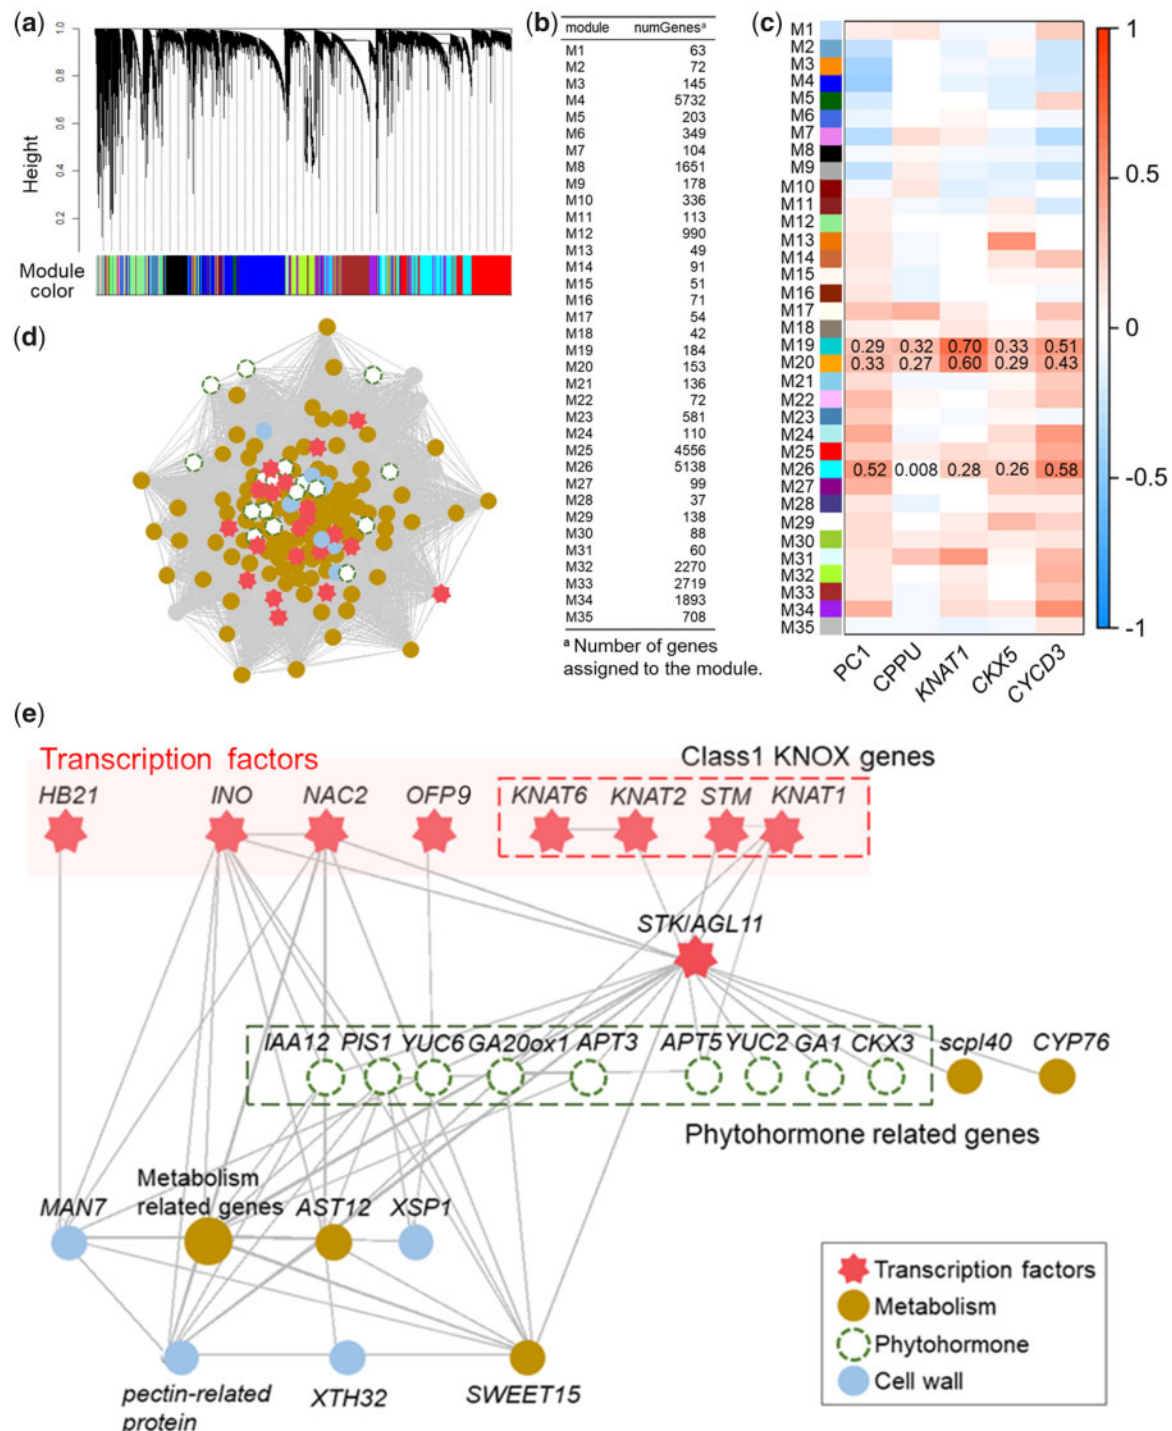 (a)
1.0
0.8
0.6
0.4
0.2
Height
Module
color
(b)
module numGenesª
M1 63
M2 72
M3 145
M4 5732
M5 203
M6 349
M7 104
M8 1651
M9 178
M10 336
M11 113
M12 990
M13 49
M14 91
M15 51
M16 71
M17 54
M18 42
M19 184
M20 153
M21 136
M22 72
M23 581
M24 110
M25 4556
M26 5138
M27 99
M28 37
M29 138
M30 88
M31 60
M32 2270
M33 2719
M34 1893
M35 708
ª Number of genes
assigned to the module.
(c)
M1
M2
M3
M4
M5
M6
M7
M8
M9
M10
M11
M12
M13
M14
M15
M16
M17
M18
M19 0.29 0.32 0.70 0.33 0.51
M20 0.33 0.27 0.60 0.29 0.43
M21
M22
M23
M24
M25
M26 0.52 0.008 0.28 0.26 0.58
M27
M28
M29
M30
M31
M32
M33
M34
M35
PC1 CPPU KNAT1 CKX5 CYCD3
1
0.5
0
-0.5
-1
(d)
(e)
Transcription factors
Class1 KNOX genes
HB21 INO NAC2 OFP9 KNAT6 KNAT2 STM KNAT1
STK/AGL11
IAA12 PIS1 YUC6 GA20ox1 APT3 APT5 YUC2 GA1 CKX3 scpl40 CYP76
Phytohormone related genes
MAN7
Metabolism
related genes
AST12 XSP1
pectin-related
protein
XTH32 SWEET15
Transcription factors
Metabolism
Phytohormone
Cell wall